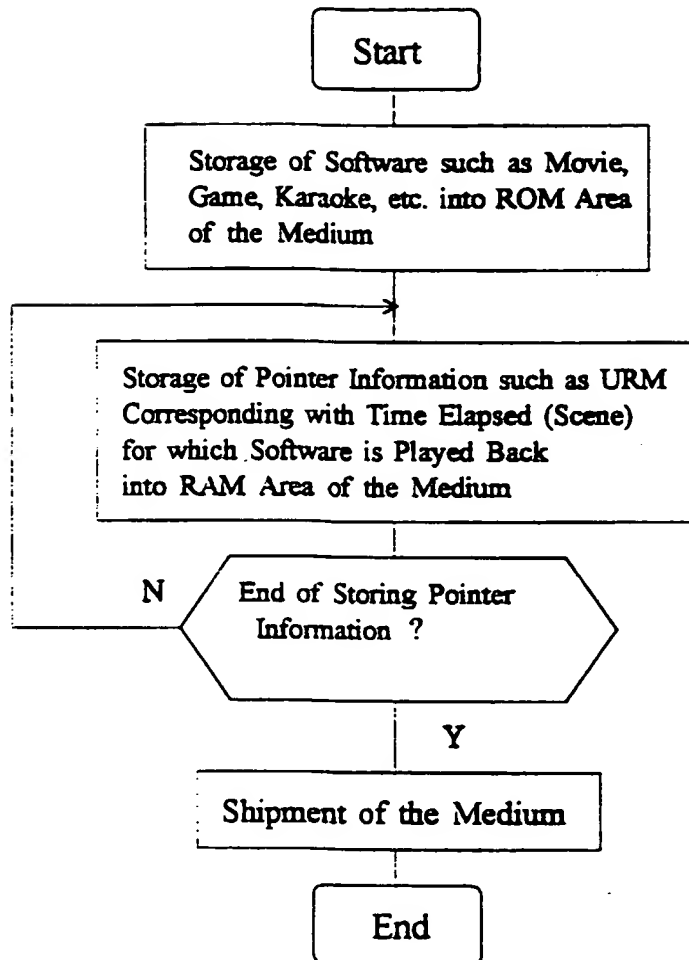 Start
Storage of Software such as Movie,
Game, Karaoke, etc. into ROM Area
of the Medium
Storage of Pointer Information such as URM
Corresponding with Time Elapsed (Scene)
for which Software is Played Back
into RAM Area of the Medium
N
End of Storing Pointer
Information ?
Y
Shipment of the Medium
End